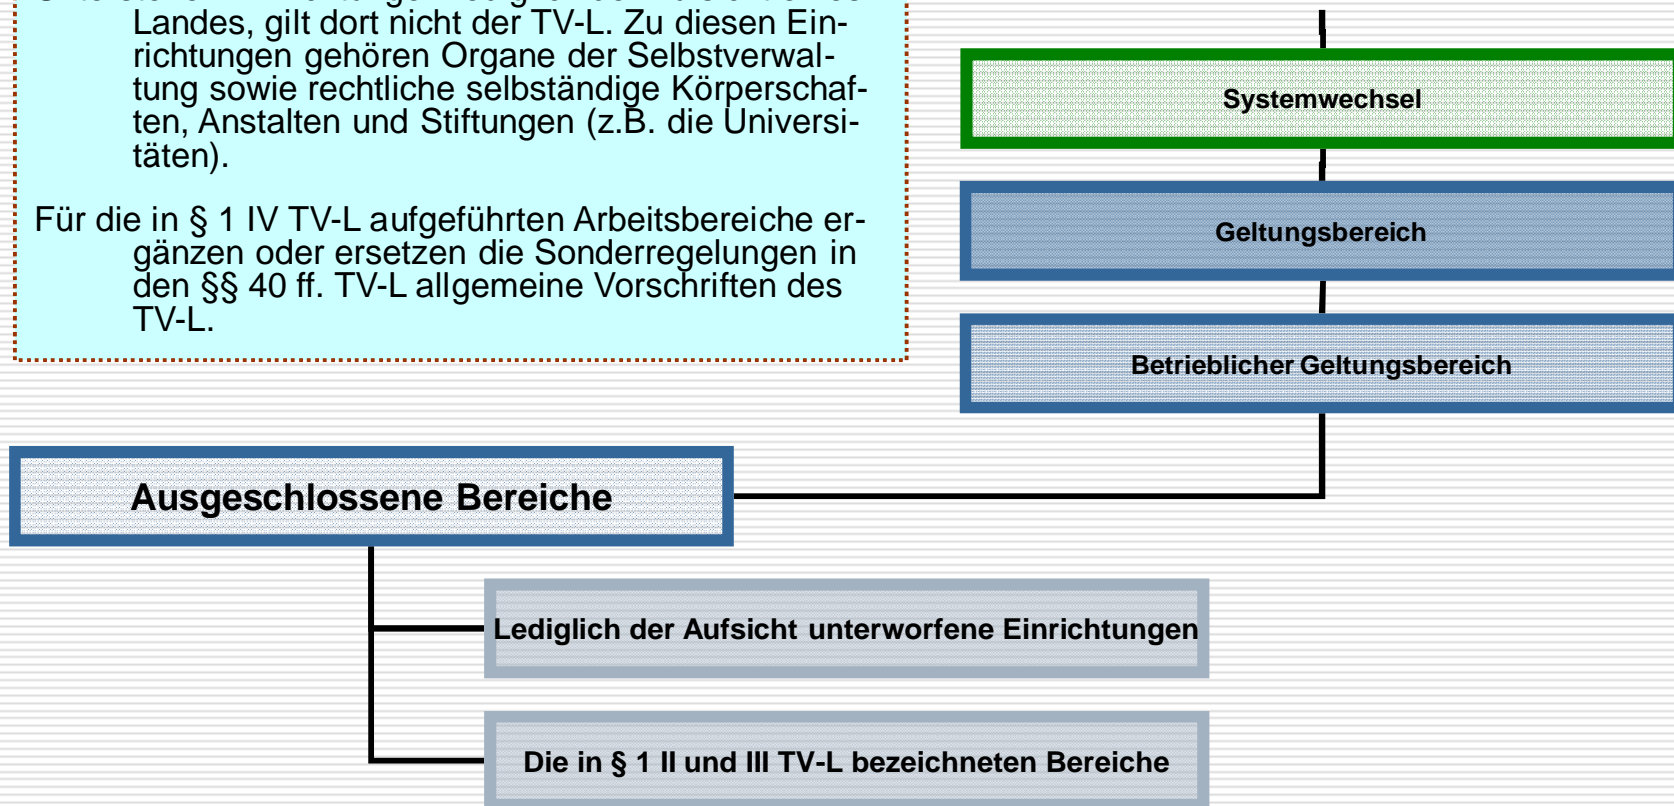 Landes, gilt dort nicht der TV-L. Zu diesen Ein-
richtungen gehören Organe der Selbstverwal-
tung sowie rechtliche selbständige Körperschaf-
ten, Anstalten und Stiftungen (z.B. die Universi-
täten).
Für die in § 1 IV TV-L aufgeführten Arbeitsbereiche er-
gänzen oder ersetzen die Sonderregelungen in
den §§ 40 ff. TV-L allgemeine Vorschriften des
TV-L.
Systemwechsel
Geltungsbereich
Betrieblicher Geltungsbereich
Ausgeschlossene Bereiche
Lediglich der Aufsicht unterworfene Einrichtungen
Die in § 1 II und III TV-L bezeichneten Bereiche